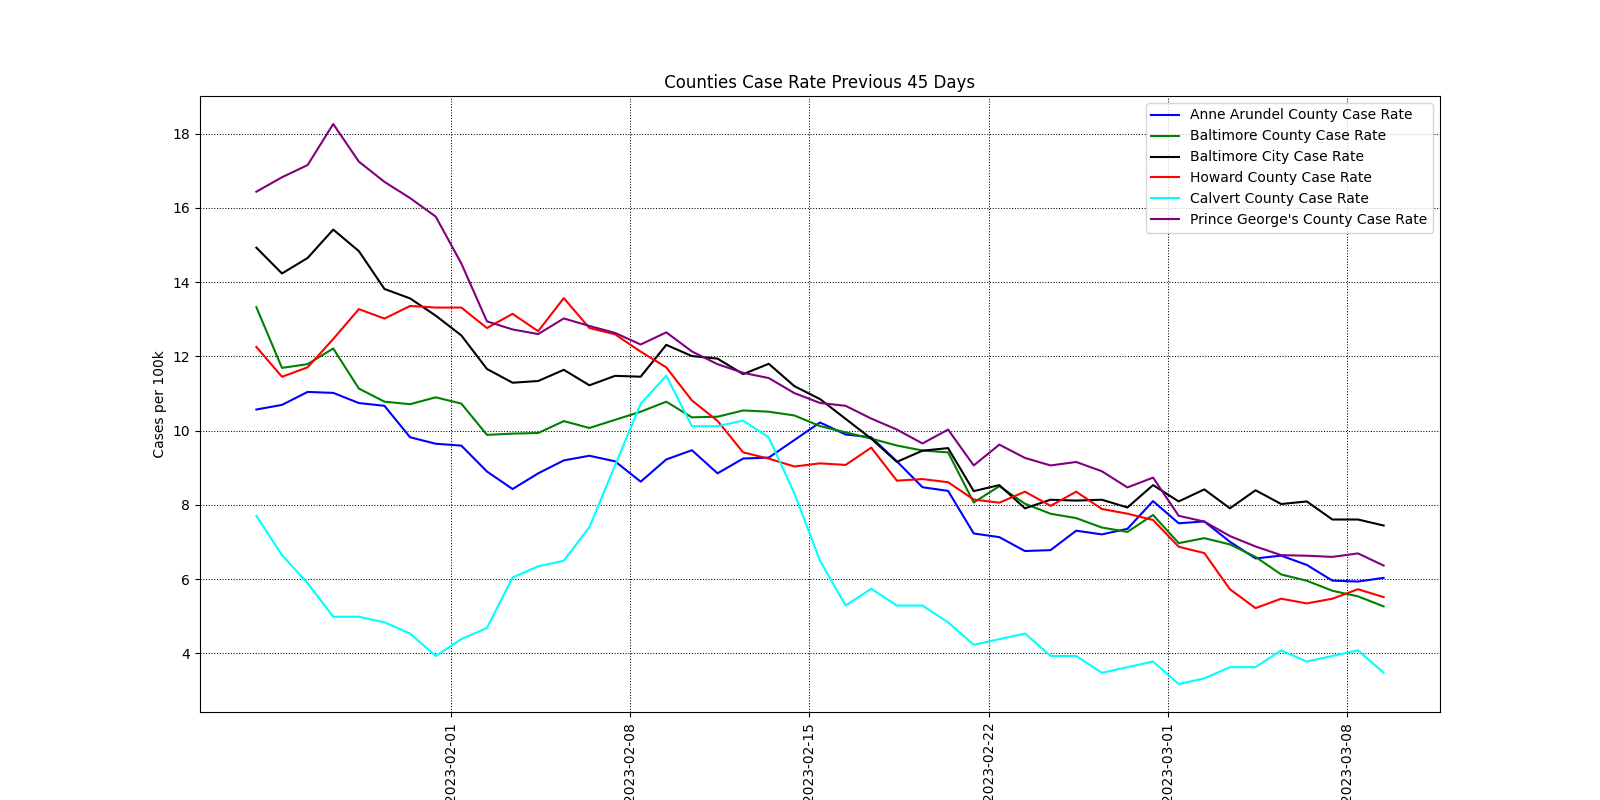 Counties Case Rate Previous 45 Days
Anne Arundel County Case Rate
Baltimore County Case Rate
Baltimore City Case Rate
Howard County Case Rate
Calvert County Case Rate
Prince George's County Case Rate
Cases per 100k
18
16
14
12
10
8
6
4
2023-02-01
2023-02-08
2023-02-15
2023-02-22
2023-03-01
2023-03-08